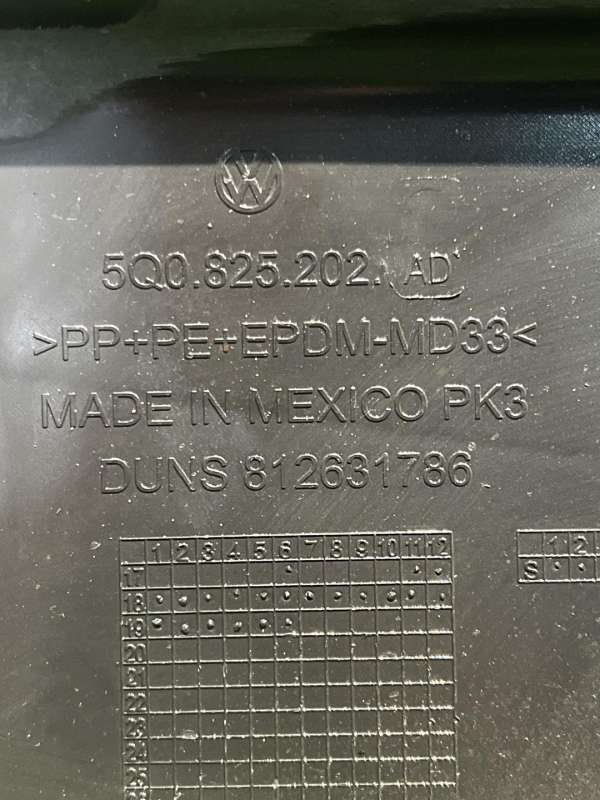 5Q0.825.202. AD
>PP+PE+EPDM-MD33<
MADE IN MEXICO PK3
DUNS 812631786
1 2 3 4 5 6 7 8 9 10 11 12
17
18
19
20
21
22
23
24
25
1 2
S